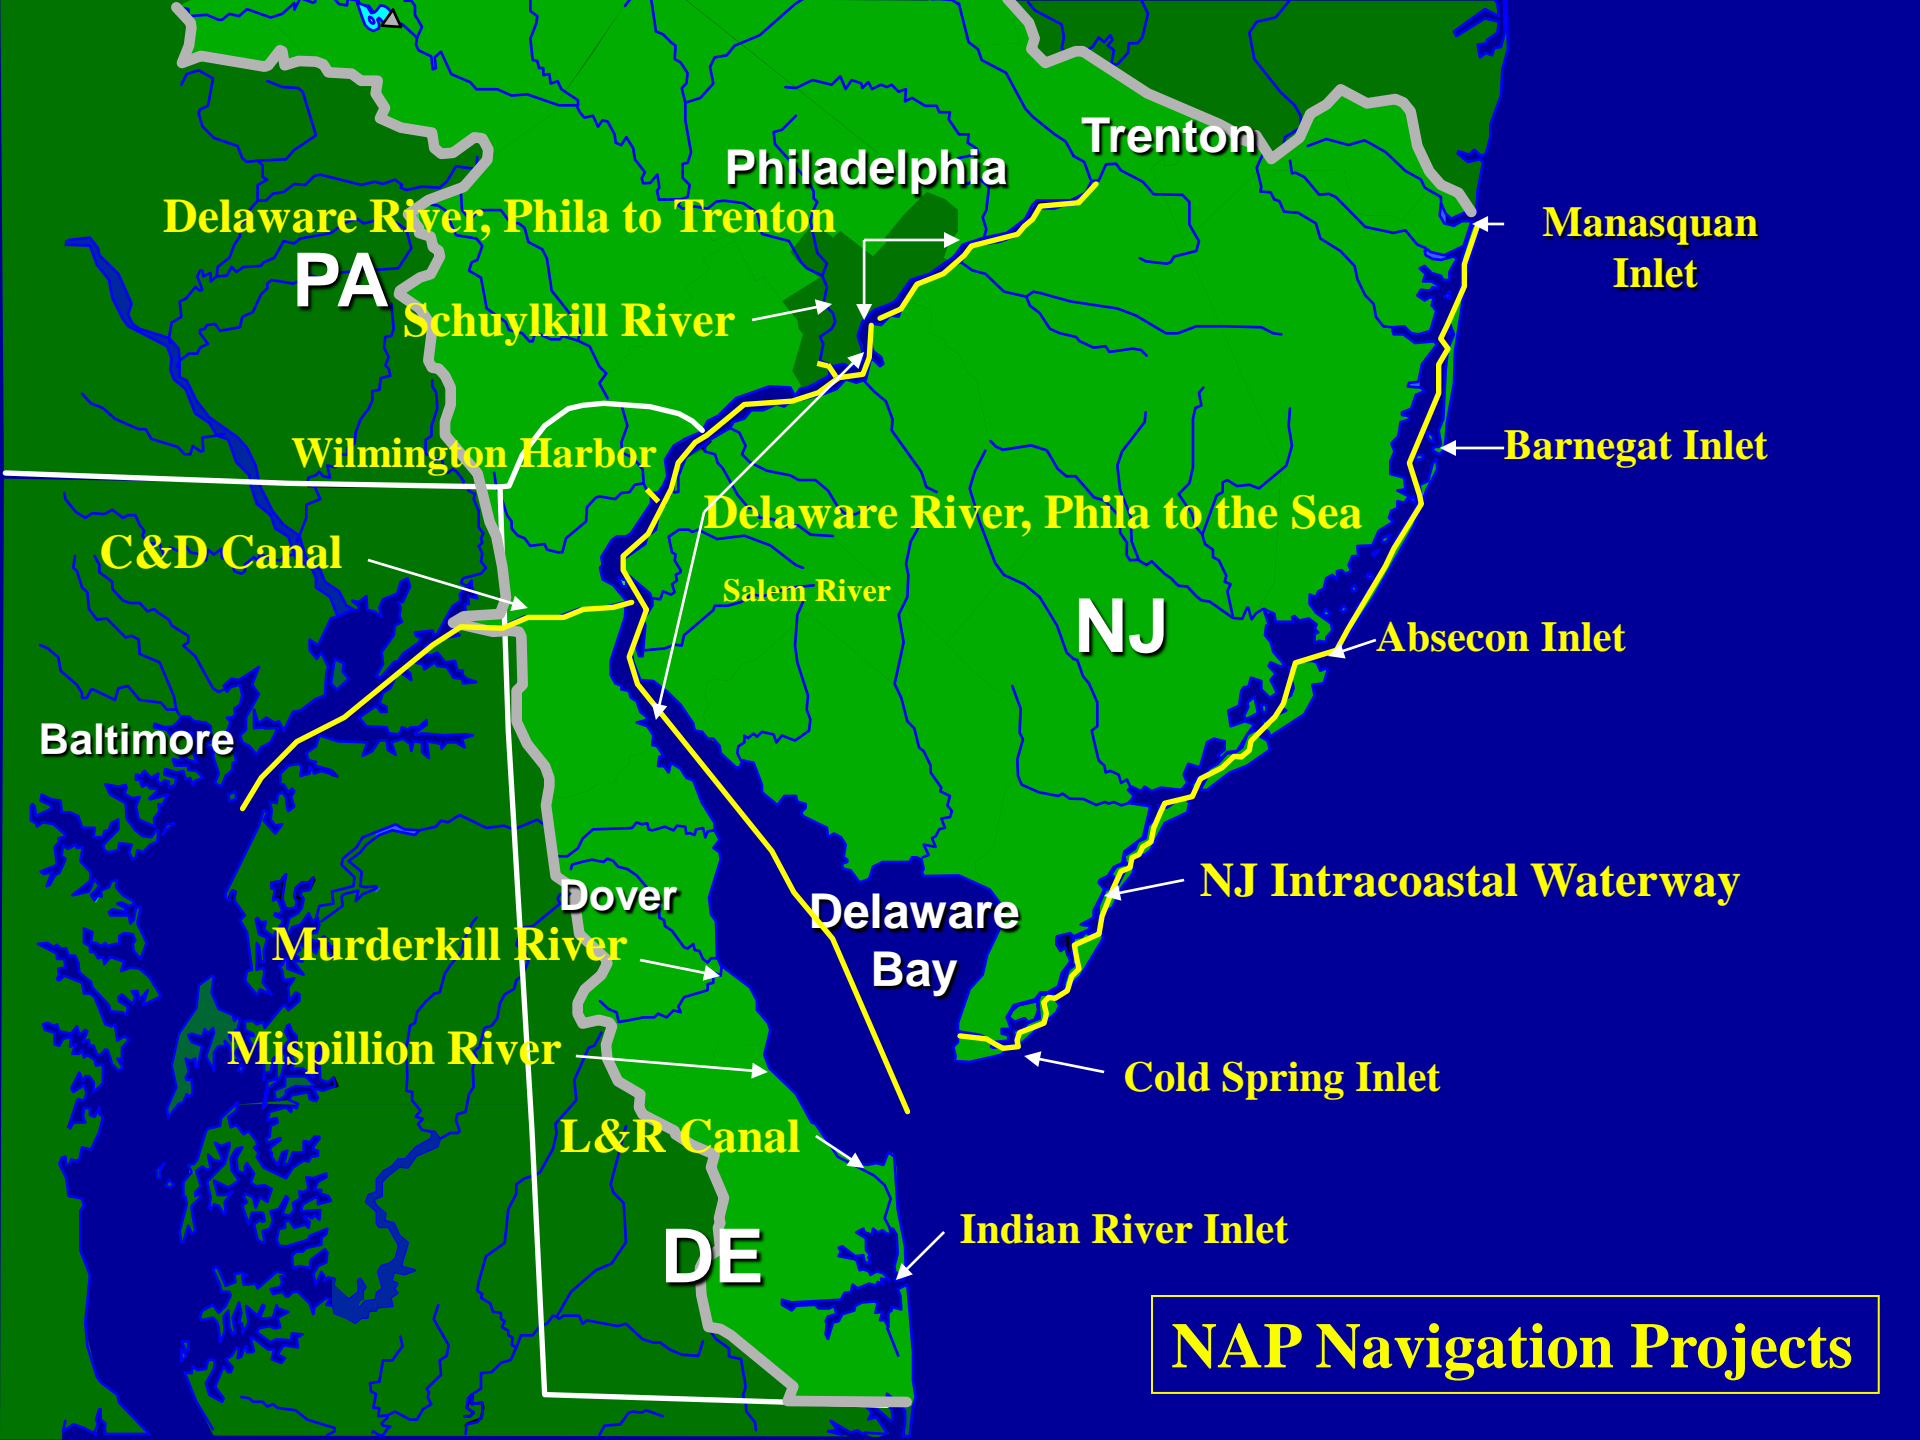 Trenton
Philadelphia
Delaware River, Phila to Trenton
Manasquan
Inlet
PA
Schuylkill River
Wilmington Harbor
Barnegat Inlet
Delaware River, Phila to the Sea
C&D Canal
Salem River
NJ
Absecon Inlet
Baltimore
NJ Intracoastal Waterway
Dover
Delaware
Bay
Murderkill River
Mispillion River
Cold Spring Inlet
L&R Canal
Indian River Inlet
DE
NAP Navigation Projects